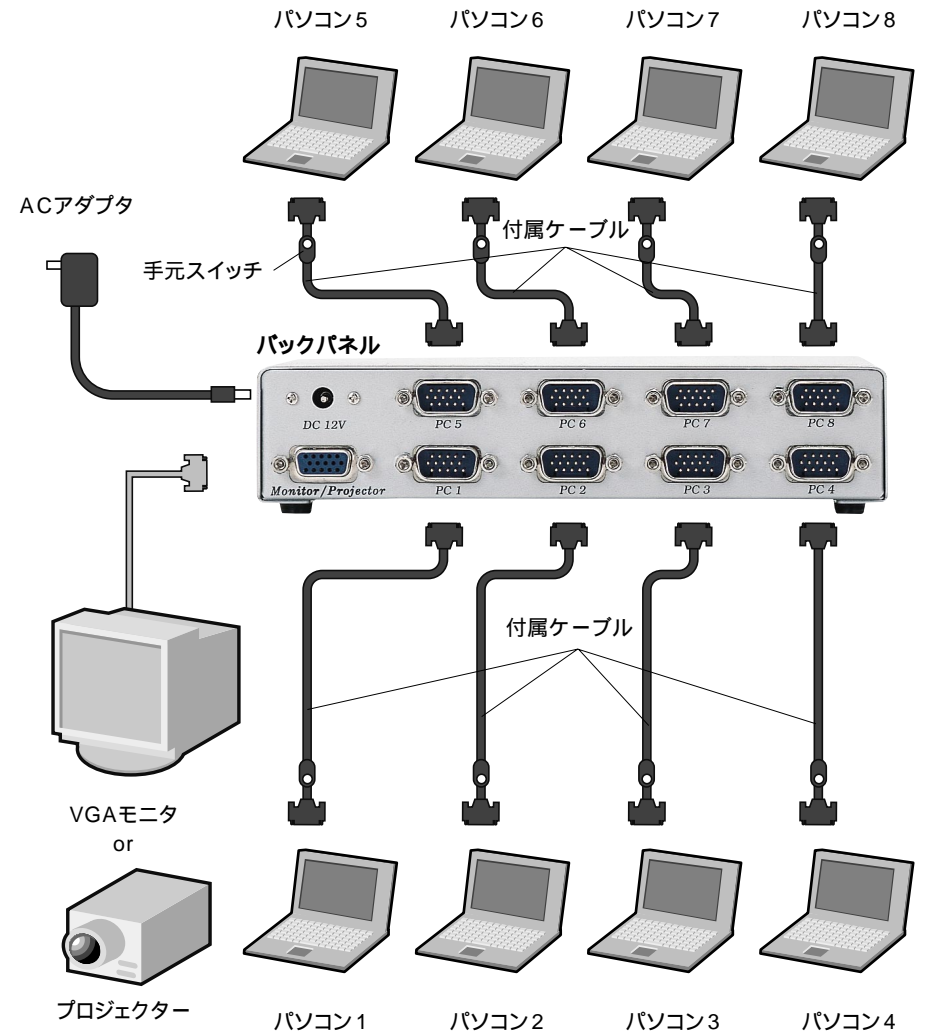 パソコン5 パソコン6 パソコン7 パソコン8
ACアダプタ
付属ケーブル
手元スイッチ
バックパネル
DC 12V PC 5 PC 6 PC 7 PC 8
Monitor/Projector PC 1 PC 2 PC 3 PC 4
付属ケーブル
VGAモニタ
or
プロジェクター
パソコン1 パソコン2 パソコン3 パソコン4